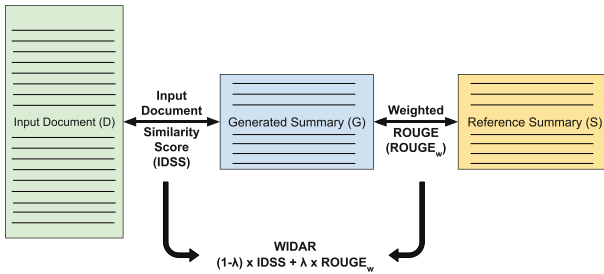 Input Document (D)
Input
Document
Similarity
Score
(IDSS)
Generated Summary (G)
Weighted
ROUGE
(ROUGEw)
Reference Summary (S)
WIDAR
(1-λ) x IDSS + λ x ROUGEw